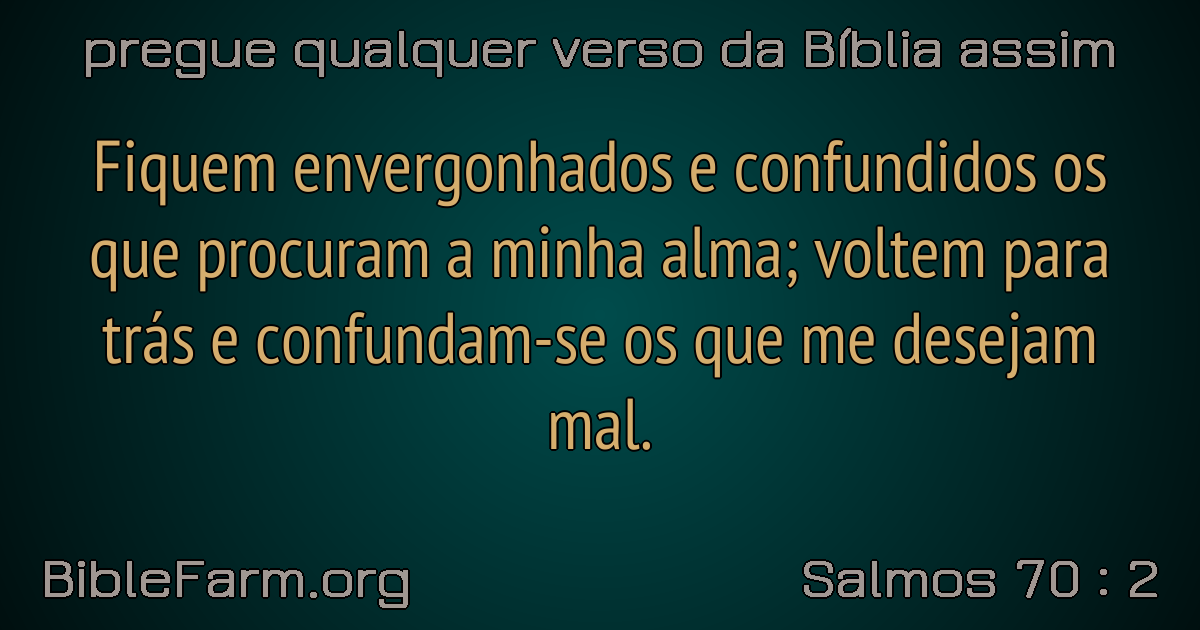 pregue qualquer verso da Bíblia assim
Fiquem envergonhados e confundidos os
que procuram a minha alma; voltem para
trás e confundam-se os que me desejam
mal.
BibleFarm.org
Salmos 70 : 2